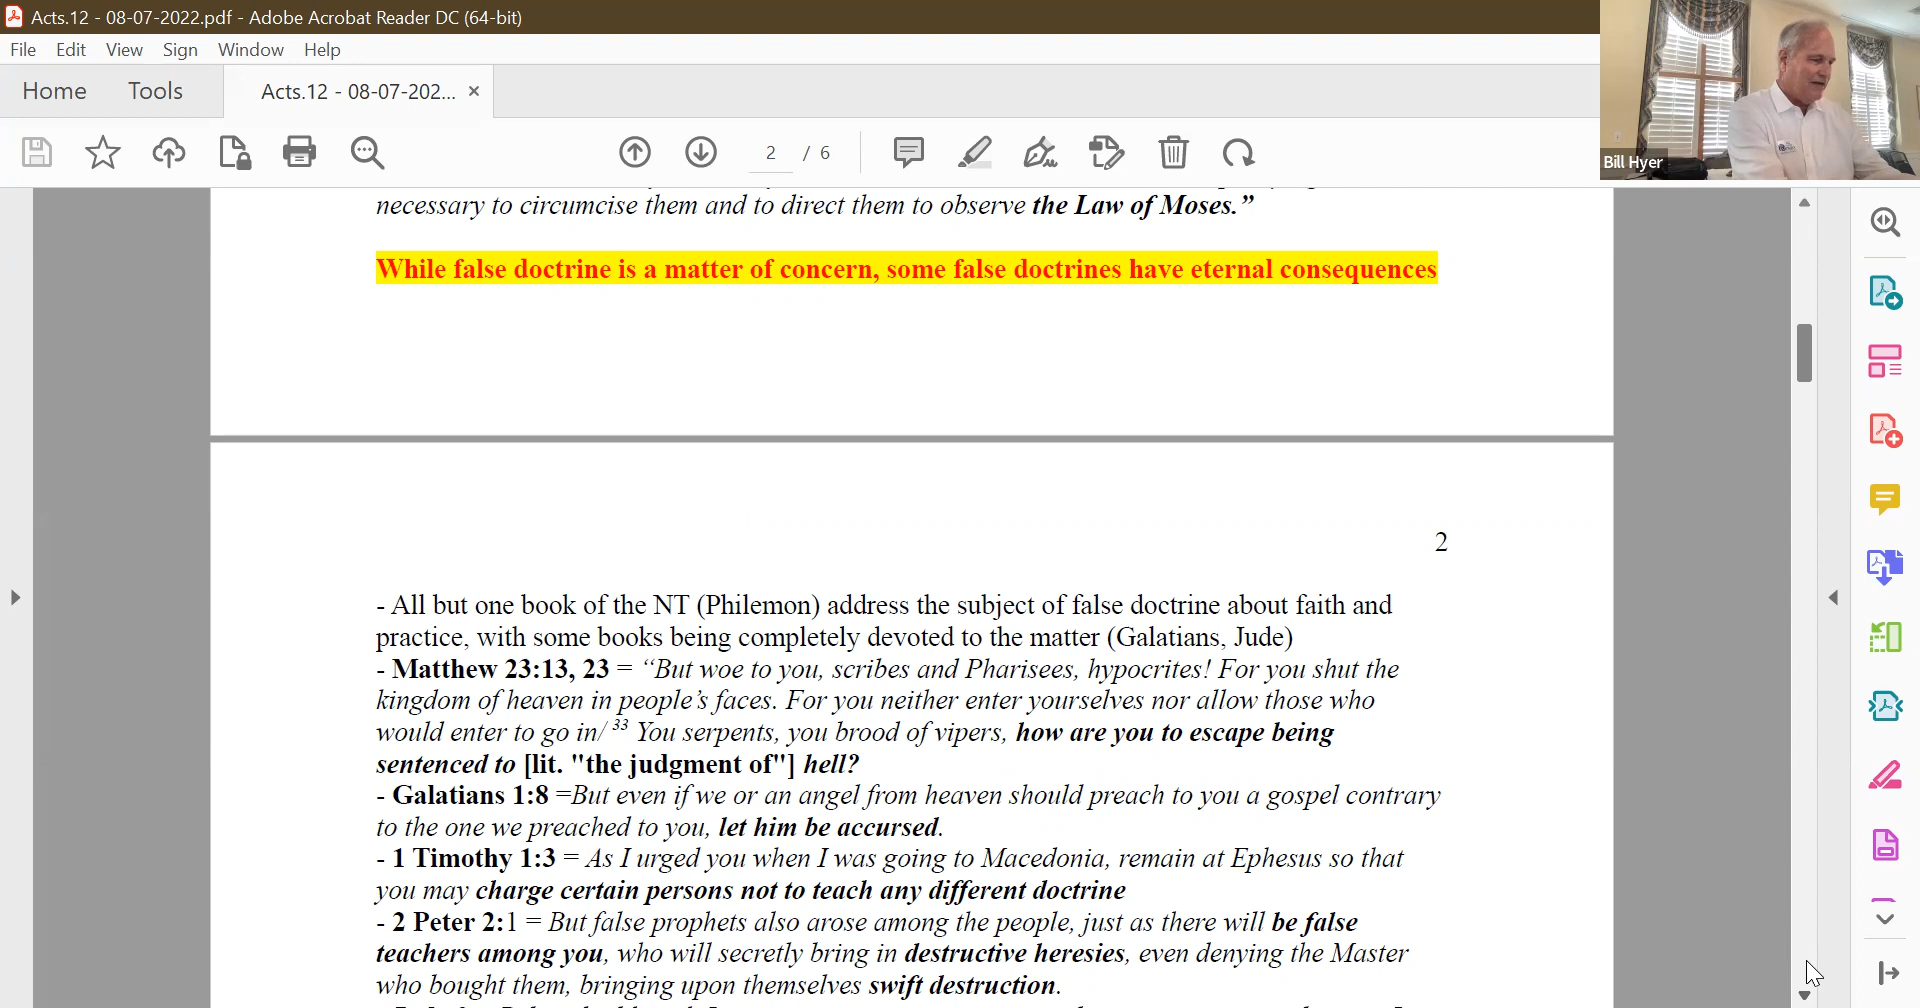 Acts.12 - 08-07-2022.pdf - Adobe Acrobat Reader DC (64-bit)
File Edit View Sign Window Help
Home Tools Acts.12 - 08-07-202... ×
2 / 6
Bill Hyer
necessary to circumcise them and to direct them to observe the Law of Moses.”
While false doctrine is a matter of concern, some false doctrines have eternal consequences
2
- All but one book of the NT (Philemon) address the subject of false doctrine about faith and
practice, with some books being completely devoted to the matter (Galatians, Jude)
- Matthew 23:13, 23 = “But woe to you, scribes and Pharisees, hypocrites! For you shut the
kingdom of heaven in people’s faces. For you neither enter yourselves nor allow those who
would enter to go in/ 33 You serpents, you brood of vipers, how are you to escape being
sentenced to [lit. "the judgment of"] hell?
- Galatians 1:8 =But even if we or an angel from heaven should preach to you a gospel contrary
to the one we preached to you, let him be accursed.
- 1 Timothy 1:3 = As I urged you when I was going to Macedonia, remain at Ephesus so that
you may charge certain persons not to teach any different doctrine
- 2 Peter 2:1 = But false prophets also arose among the people, just as there will be false
teachers among you, who will secretly bring in destructive heresies, even denying the Master
who bought them, bringing upon themselves swift destruction.